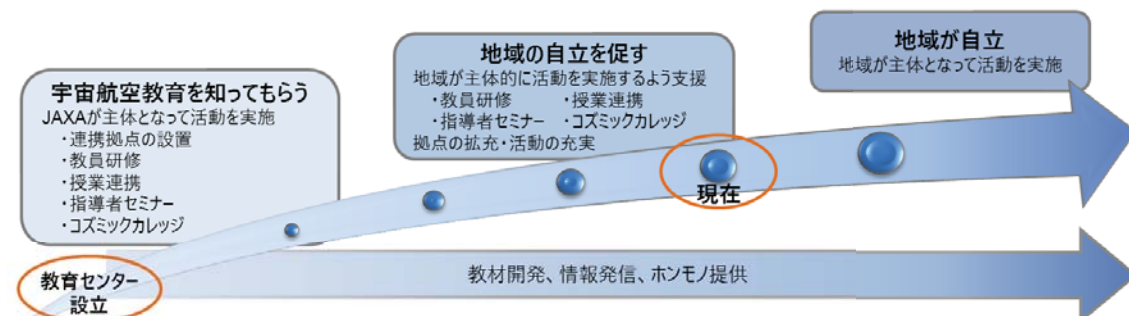 宇宙航空教育を知ってもらう
JAXAが主体となって活動を実施
・連携拠点の設置
・教員研修
・授業連携
・指導者セミナー
・コズミックカレッジ
地域の自立を促す
地域が主体的に活動を実施するよう支援
・教員研修 ・授業連携
・指導者セミナー ・コズミックカレッジ
拠点の拡充・活動の充実
地域が自立
地域が主体となって活動を実施
現在
教育センター
設立
教材開発、情報発信、ホンモノ提供